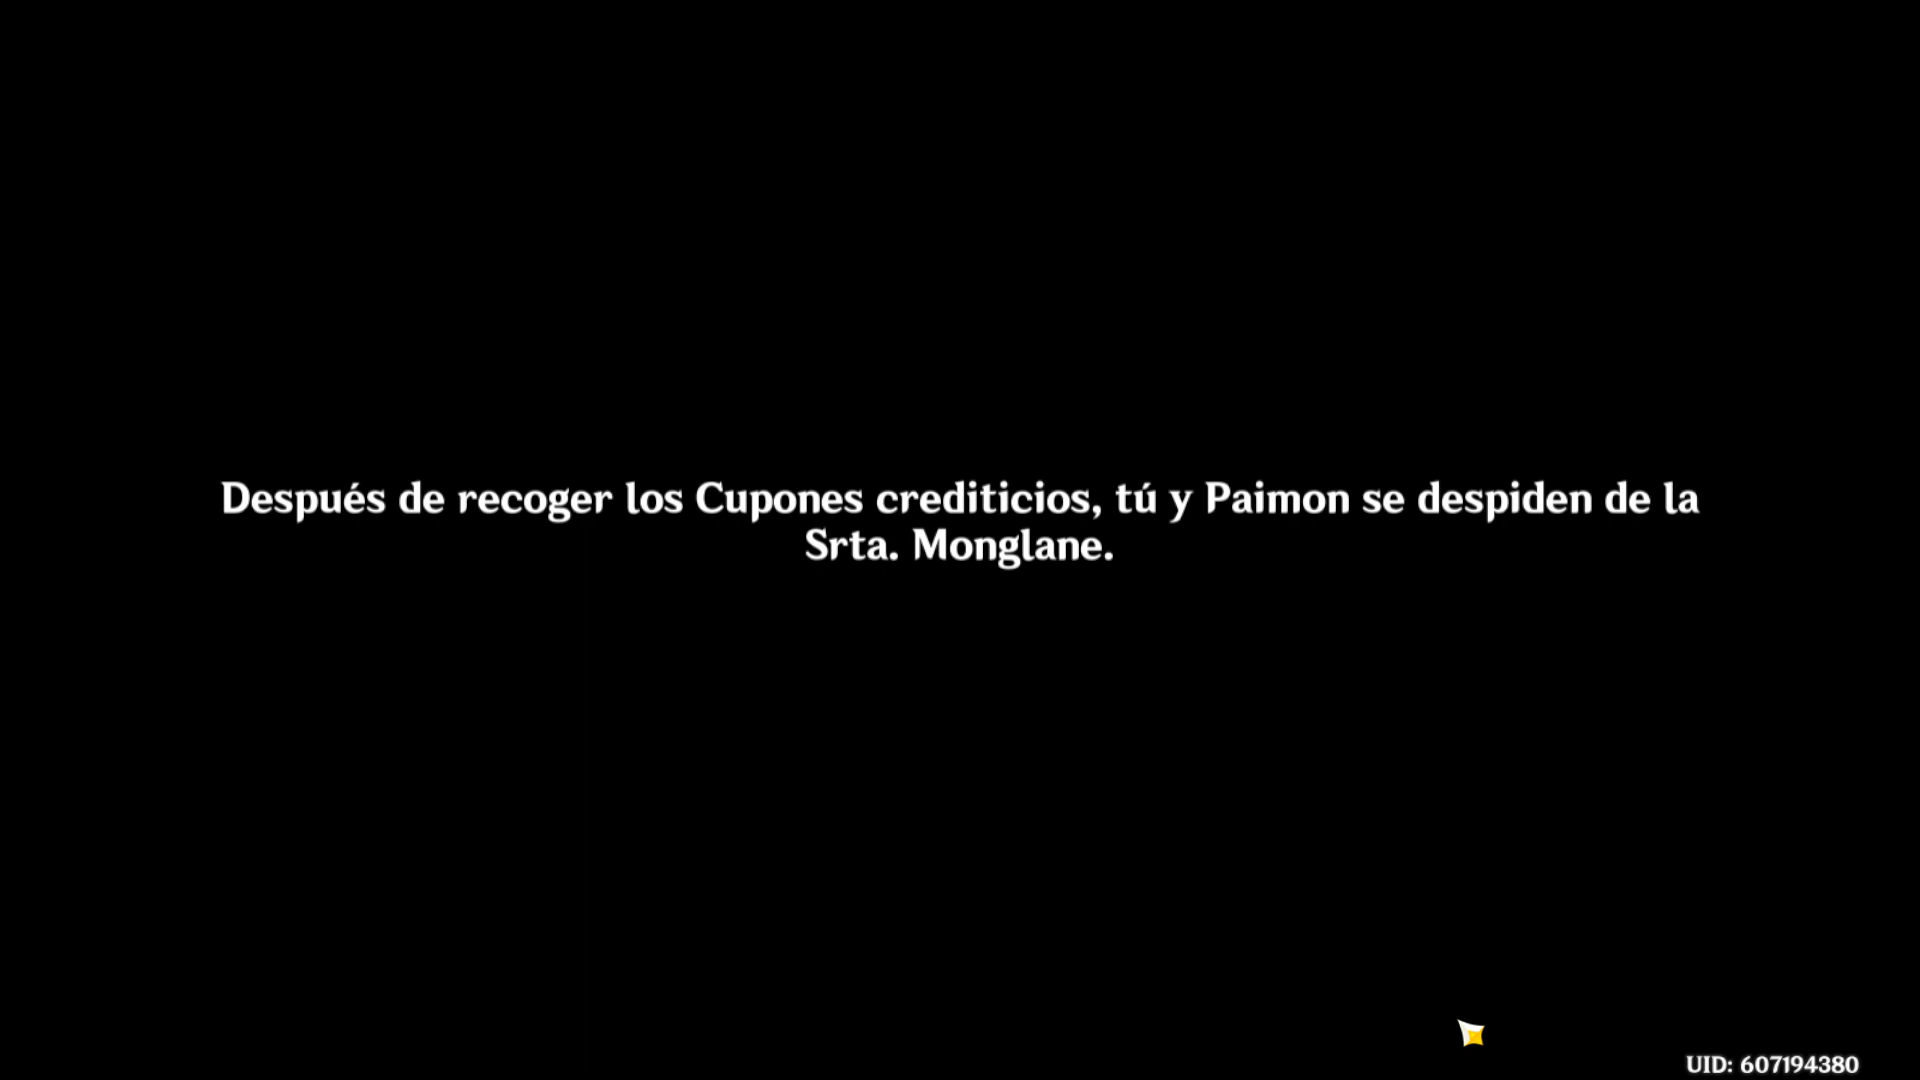 Después de recoger los Cupones crediticios, tú y Paimon se despiden de la
Srta. Monglane.
UID: 607194380